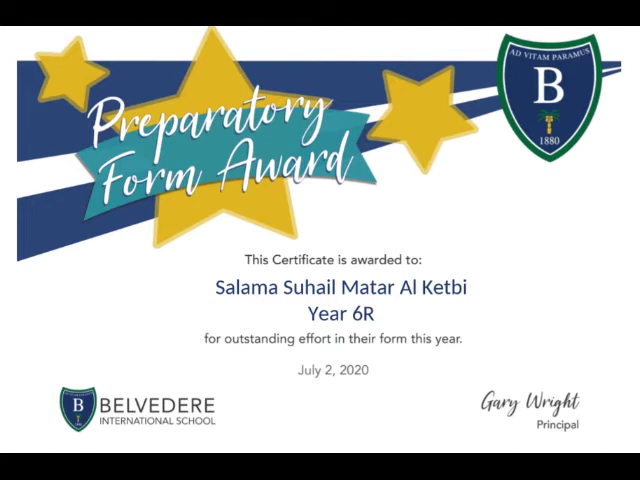 Preparatory
Form Award
AD VITAM PARAMUS
B
1880
This Certificate is awarded to:
Salama Suhail Matar Al Ketbi
Year 6R
for outstanding effort in their form this year.
July 2, 2020
B
BELVEDERE
INTERNATIONAL SCHOOL
Gary Wright
Principal